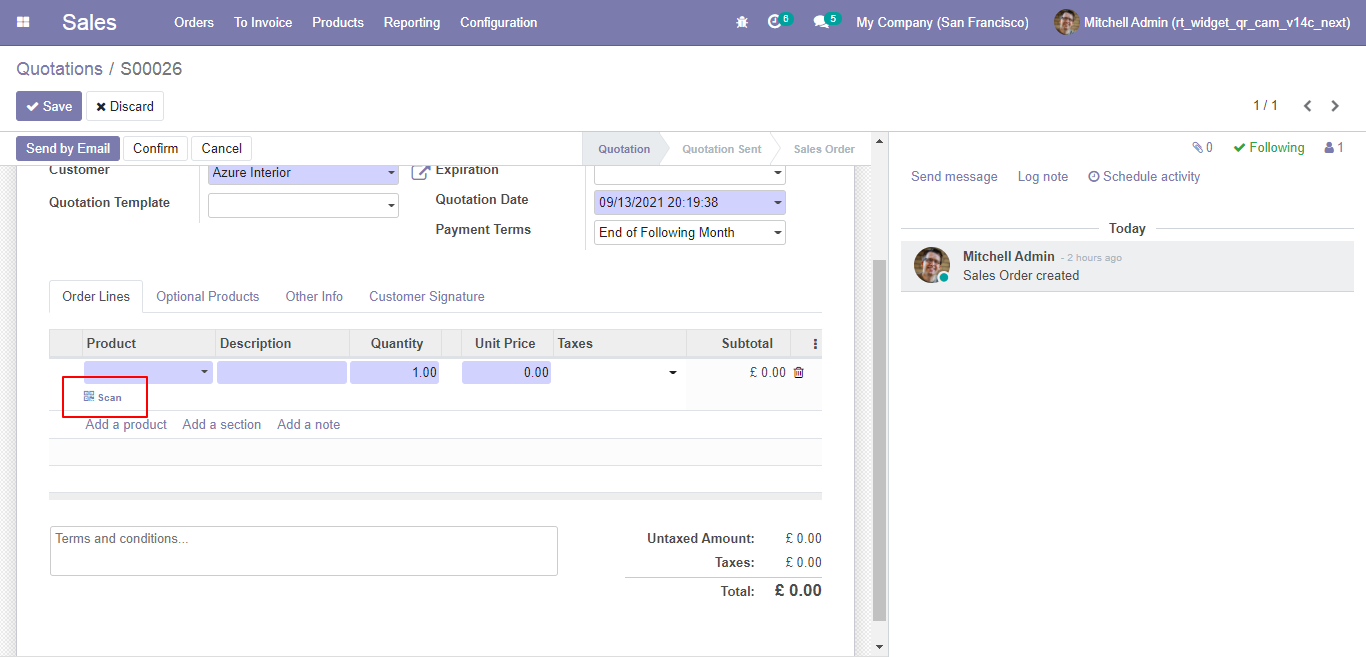 Sales Orders To Invoice Products Reporting Configuration 6 5 My Company (San Francisco) Mitchell Admin (rt_widget_qr_cam_v14c_next)
Quotations / S00026
Save Discard 1 / 1
Send by Email Confirm Cancel Quotation Quotation Sent Sales Order 0 Following 1
Customer Azure Interior Expiration
Send message Log note Schedule activity
Quotation Template
Quotation Date 09/13/2021 20:19:38
Payment Terms End of Following Month
Today
Mitchell Admin - 2 hours ago
Sales Order created
Order Lines Optional Products Other Info Customer Signature
Product Description Quantity Unit Price Taxes Subtotal
1.00 0.00 £ 0.00
Scan
Add a product Add a section Add a note
Terms and conditions...
Untaxed Amount: £ 0.00
Taxes: £ 0.00
Total: £ 0.00